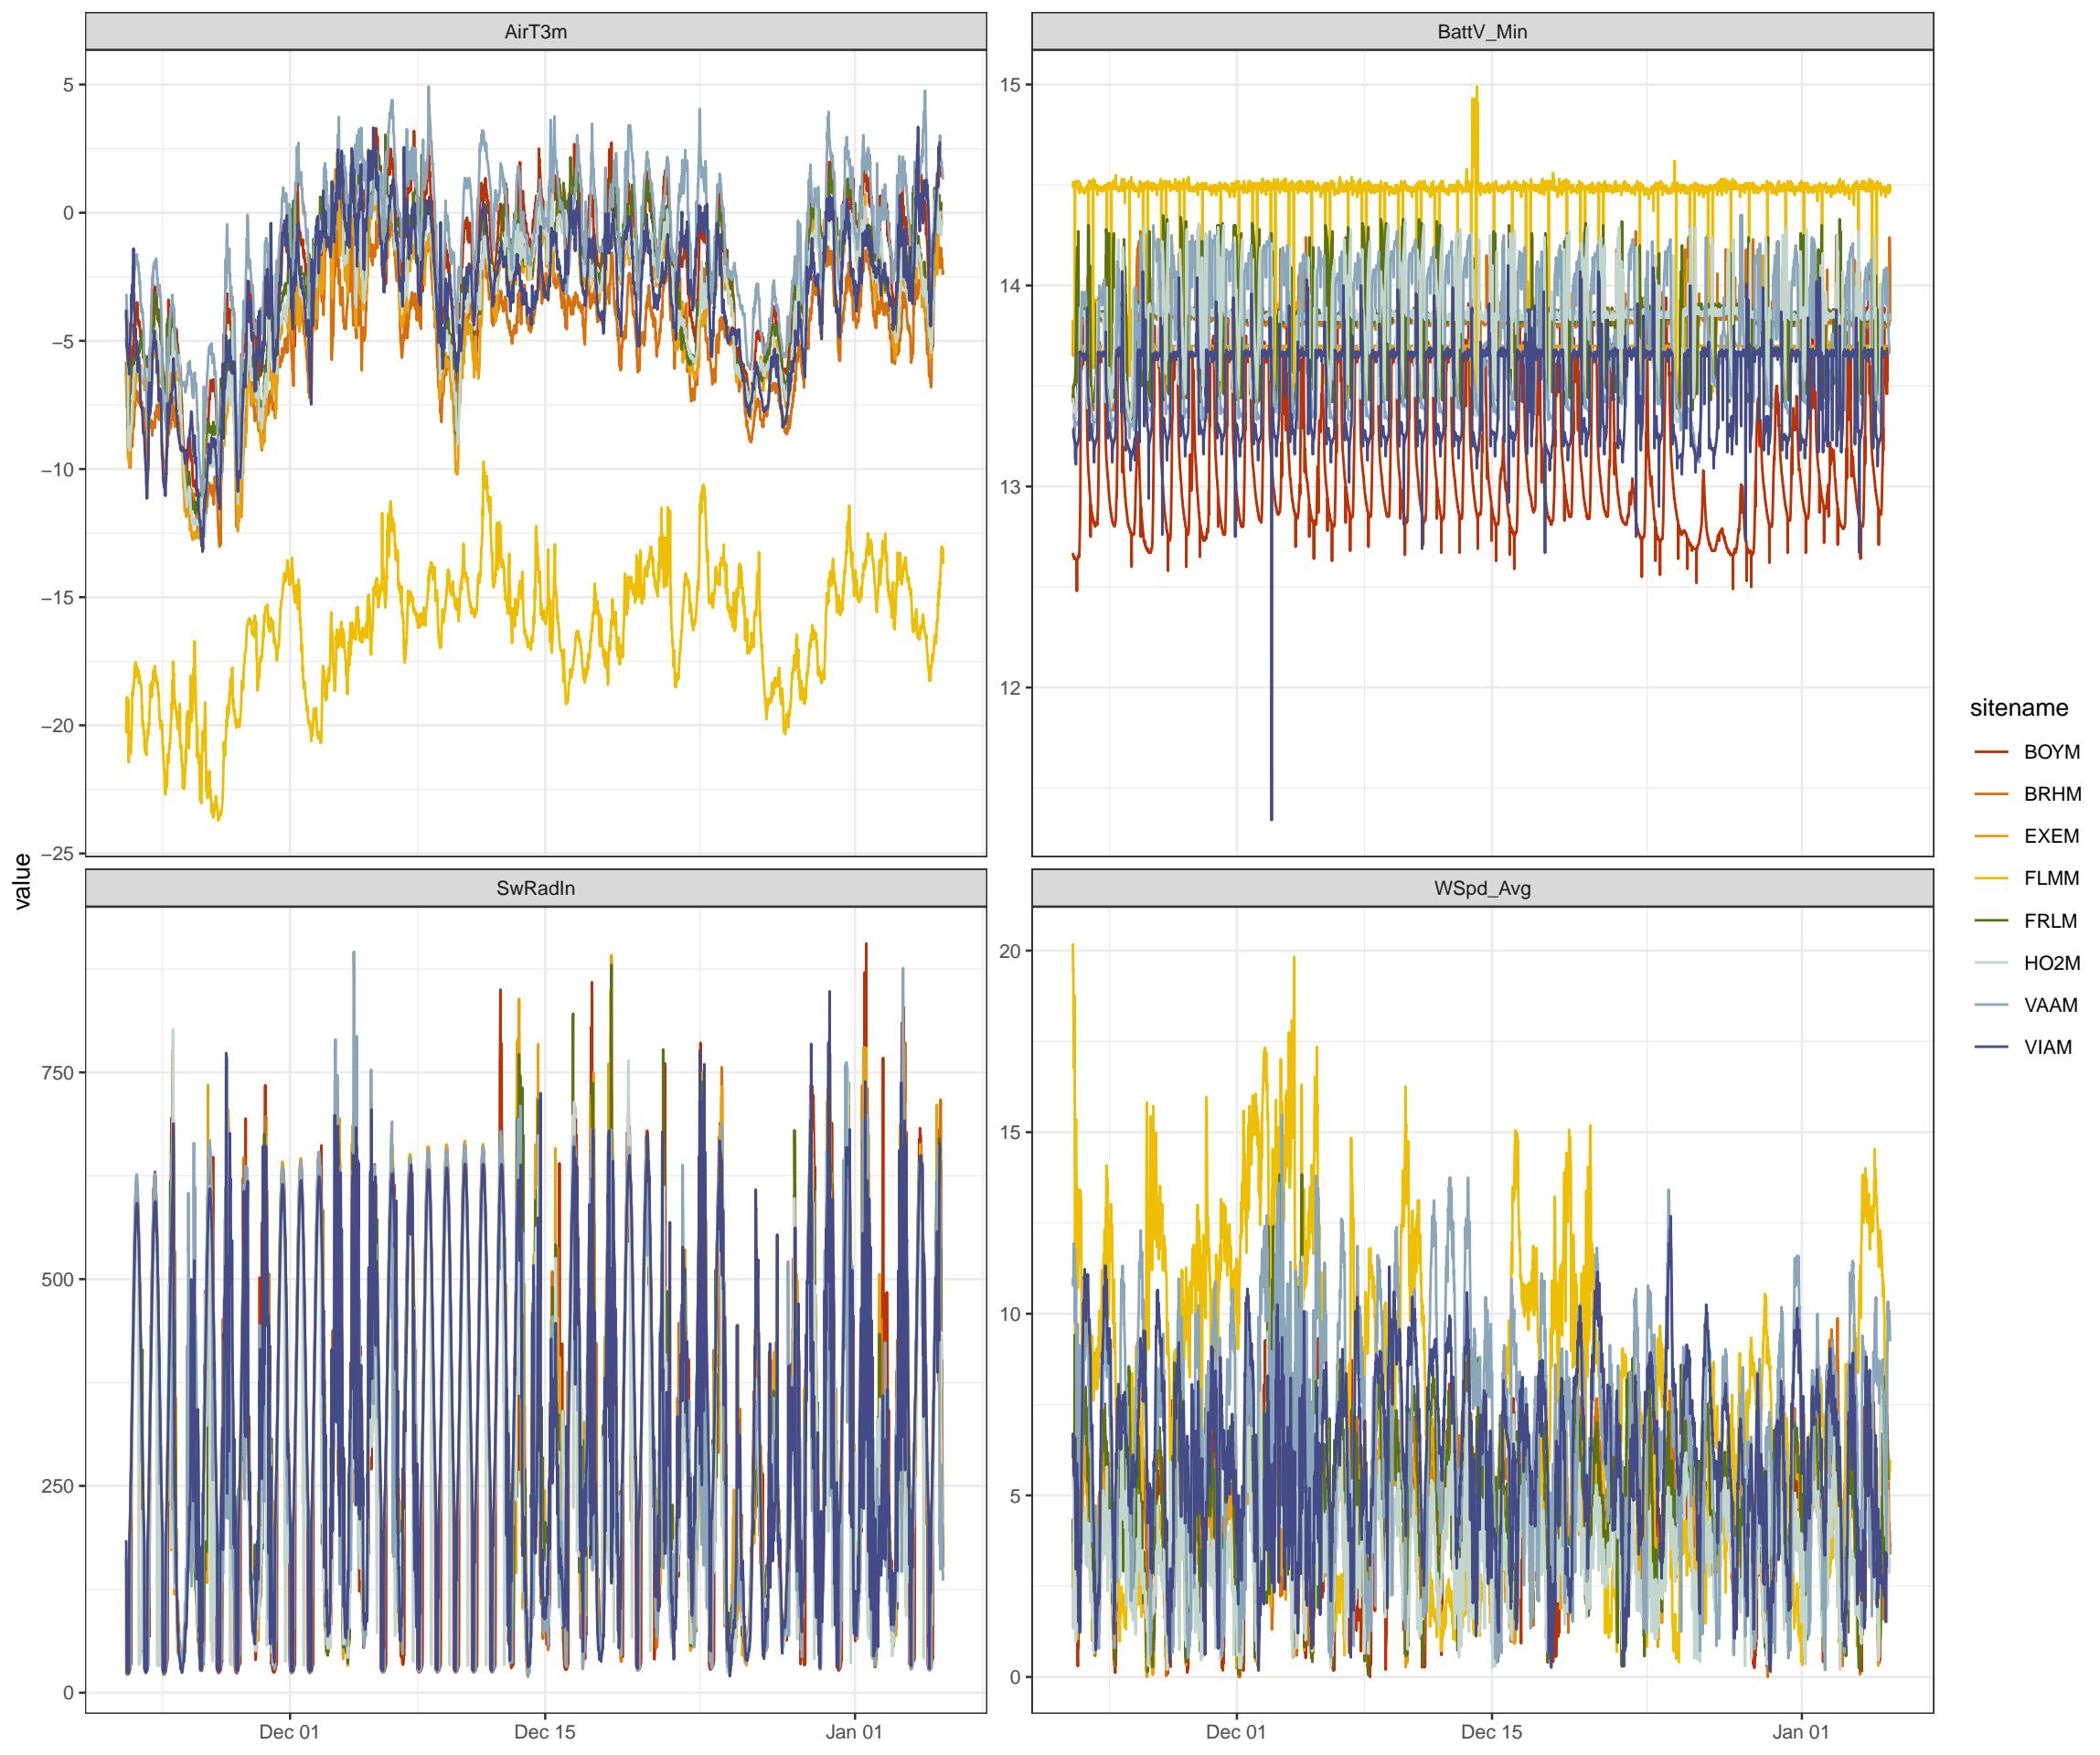 AirT3m
BattV_Min
5
0
−5
−10
−15
−20
−25
15
14
13
12
SwRadIn
WSpd_Avg
750
500
250
0
20
15
10
5
0
Dec 01
Dec 15
Jan 01
Dec 01
Dec 15
Jan 01
value
sitename
BOYM
BRHM
EXEM
FLMM
FRLM
HO2M
VAAM
VIAM